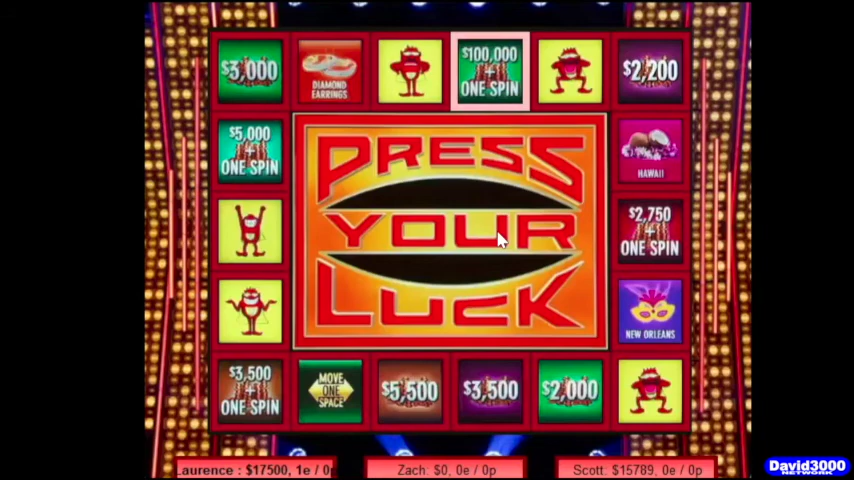 $3,000
DIAMOND
EARRINGS
$100,000
+
ONE SPIN
$2,200
$5,000
+
ONE SPIN
HAWAII
$2,750
+
ONE SPIN
PRESS
YOUR
LUCK
NEW ORLEANS
$3,500
+
ONE SPIN
MOVE
ONE
SPACE
$5,500
$3,500
$2,000
Laurence : $17500, 1e / 0p
Zach: $0, 0e / 0p
Scott: $15789, 0e / 0p
David3000
NETWORK